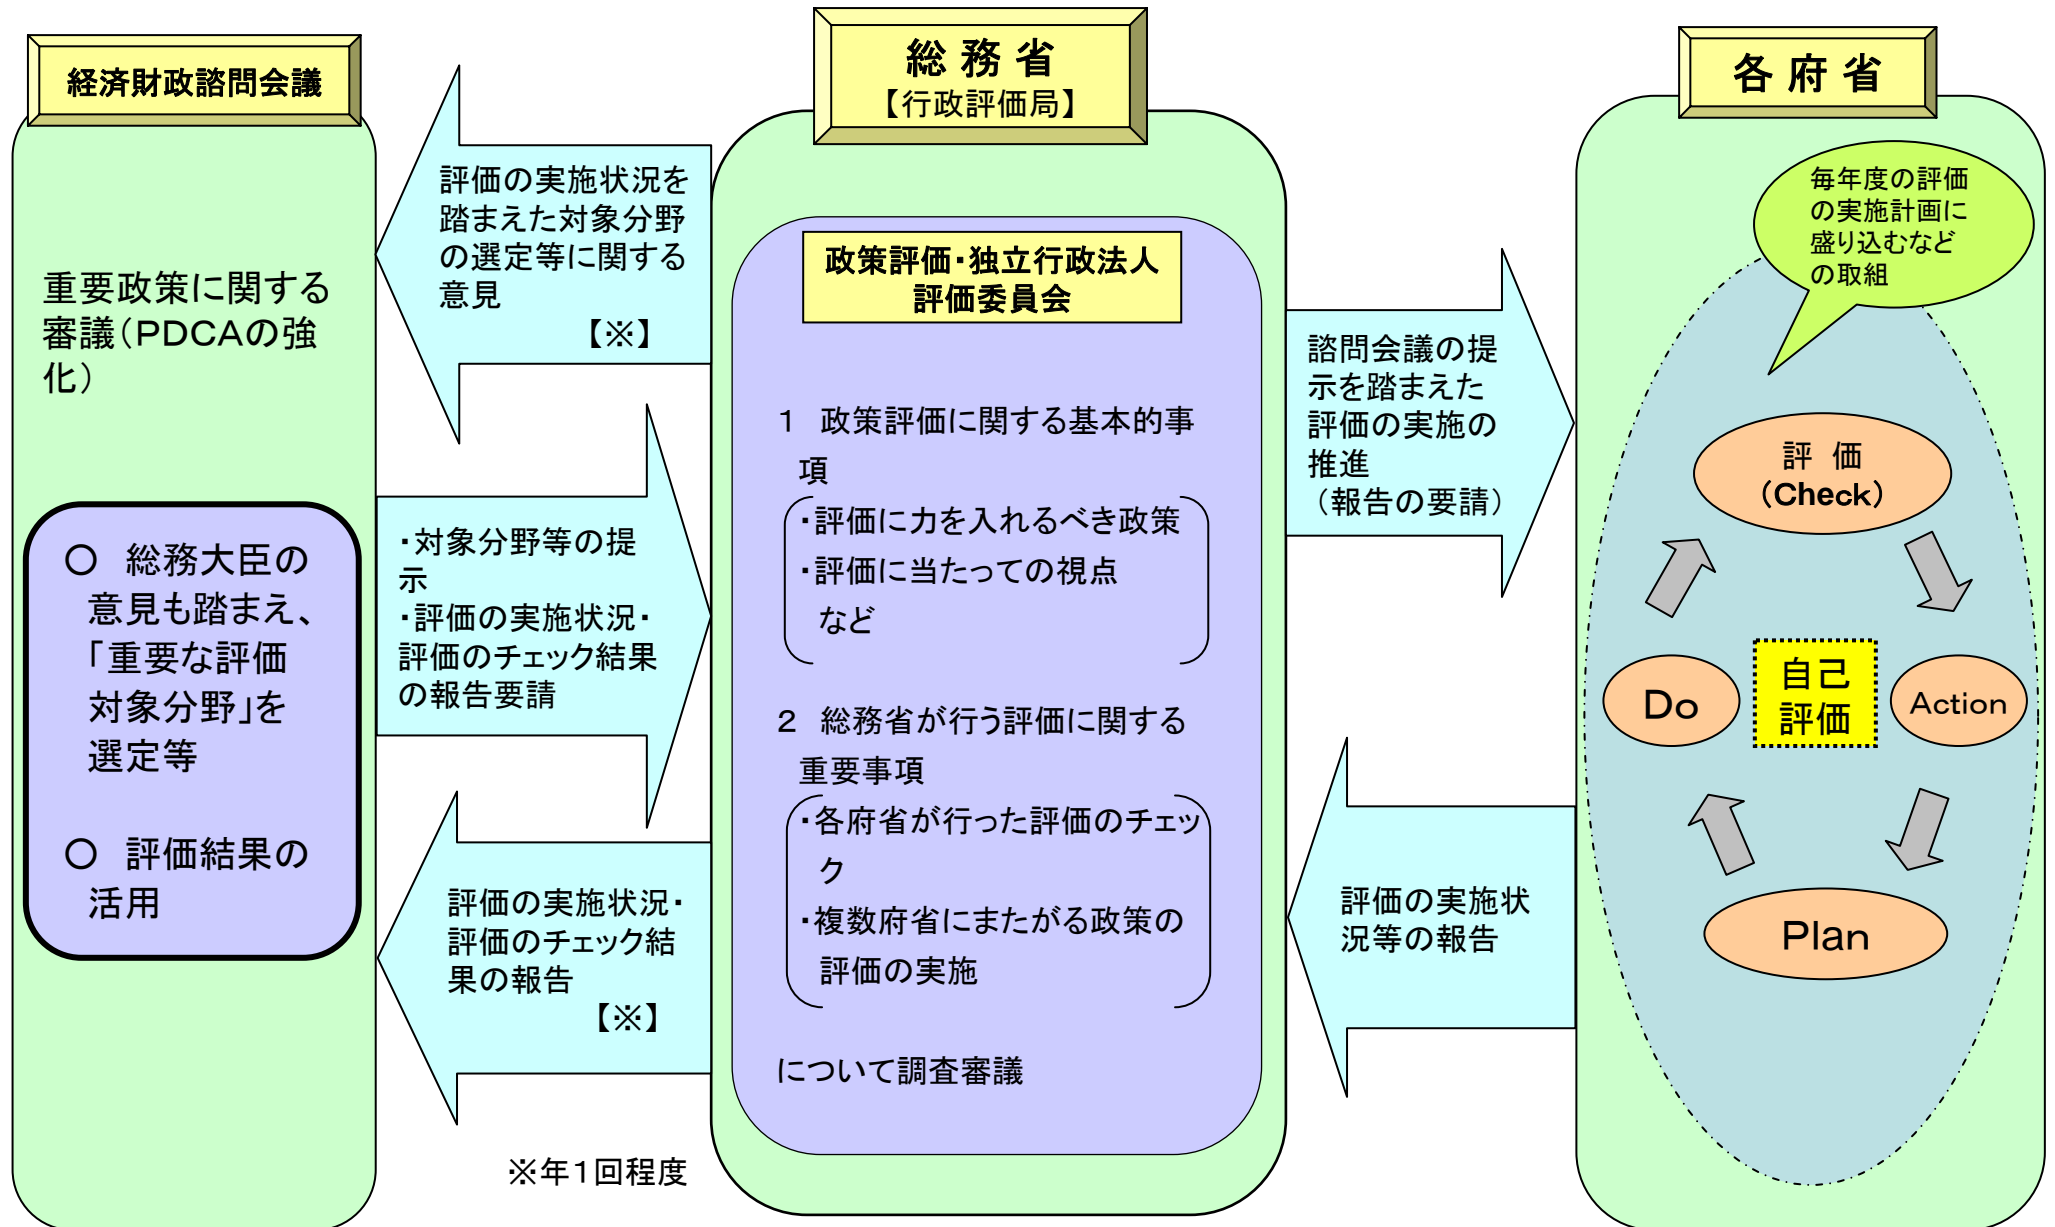 経済財政諮問会議
重要政策に関する
審議(PDCAの強
化)
○ 総務大臣の
意見も踏まえ、
「重要な評価
対象分野」を
選定等
○ 評価結果の
活用
評価の実施状況を
踏まえた対象分野
の選定等に関する
意見
【※】
・対象分野等の提
示
・評価の実施状況・
評価のチェック結果
の報告要請
評価の実施状況・
評価のチェック結
果の報告
【※】
※年1回程度
総務省
【行政評価局】
政策評価・独立行政法人
評価委員会
1 政策評価に関する基本的事
項
・評価に力を入れるべき政策
・評価に当たっての視点
など
2 総務省が行う評価に関する
重要事項
・各府省が行った評価のチェッ
ク
・複数府省にまたがる政策の
評価の実施
について調査審議
諮問会議の提
示を踏まえた
評価の実施の
推進
(報告の要請)
評価の実施状
況等の報告
各府省
毎年度の評価
の実施計画に
盛り込むなど
の取組
評 価
(Check)
Do
自己
評価
Action
Plan